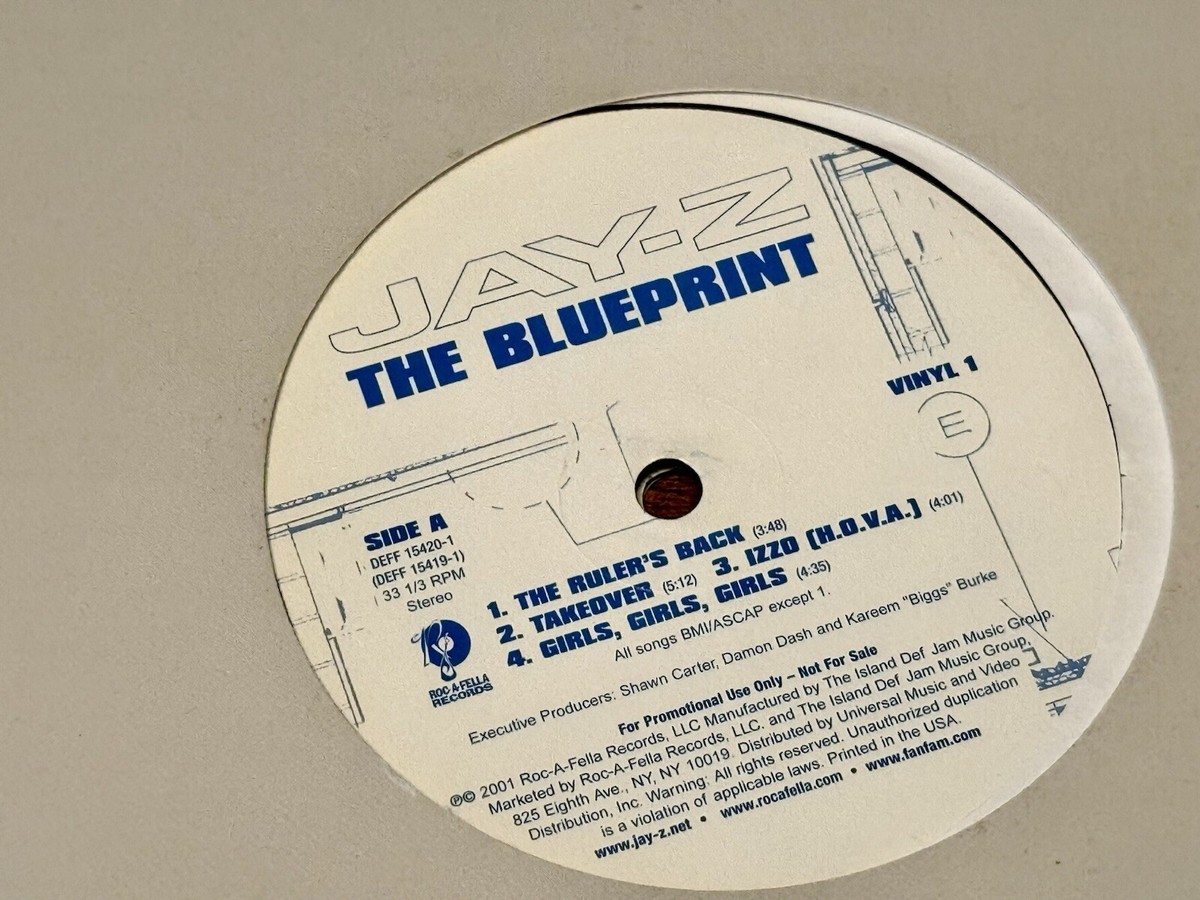 JAY-Z
THE BLUEPRINT
VINYL 1
E
SIDE A
DEFF 15420-1
(DEFF 15419-1)
33 1/3 RPM
Stereo
ROC-A-FELLA
RECORDS
1. THE RULER'S BACK (3:48)
2. TAKEOVER (5:12) 3. IZZO (H.O.V.A.) (4:01)
4. GIRLS, GIRLS, GIRLS (4:35)
All songs BMI/ASCAP except 1.
Executive Producers: Shawn Carter, Damon Dash and Kareem "Biggs" Burke
For Promotional Use Only – Not For Sale
℗© 2001 Roc-A-Fella Records, LLC Manufactured by The Island Def Jam Music Group.
Marketed by Roc-A-Fella Records, LLC. and The Island Def Jam Music Group,
825 Eighth Ave., NY, NY 10019. Distributed by Universal Music and Video
Distribution, Inc. Warning: All rights reserved. Unauthorized duplication
is a violation of applicable laws. Printed in the USA.
www.jay-z.net • www.rocafella.com • www.fanfam.com